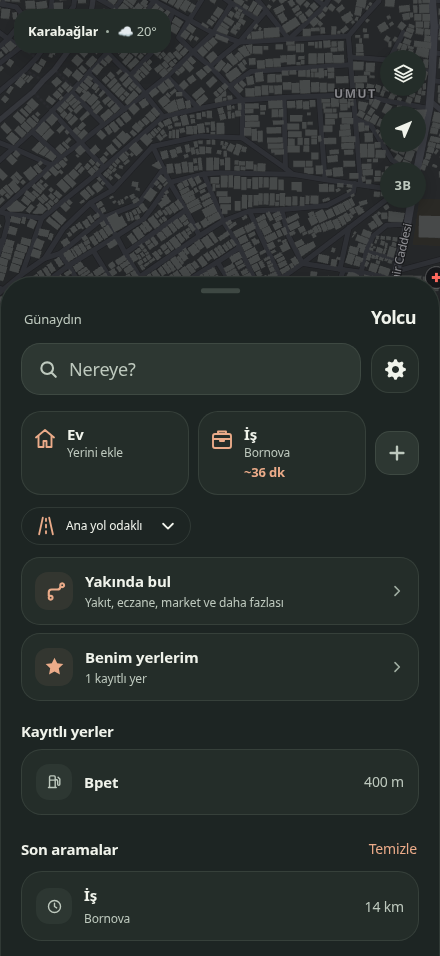 Karabağlar • 20°
UMUT
3B
ir Caddesi
Günaydın
Yolcu
Nereye?
Ev
Yerini ekle
İş
Bornova
~36 dk
Ana yol odaklı
Yakında bul
Yakıt, eczane, market ve daha fazlası
Benim yerlerim
1 kayıtlı yer
Kayıtlı yerler
Bpet
400 m
Son aramalar
Temizle
İş
Bornova
14 km